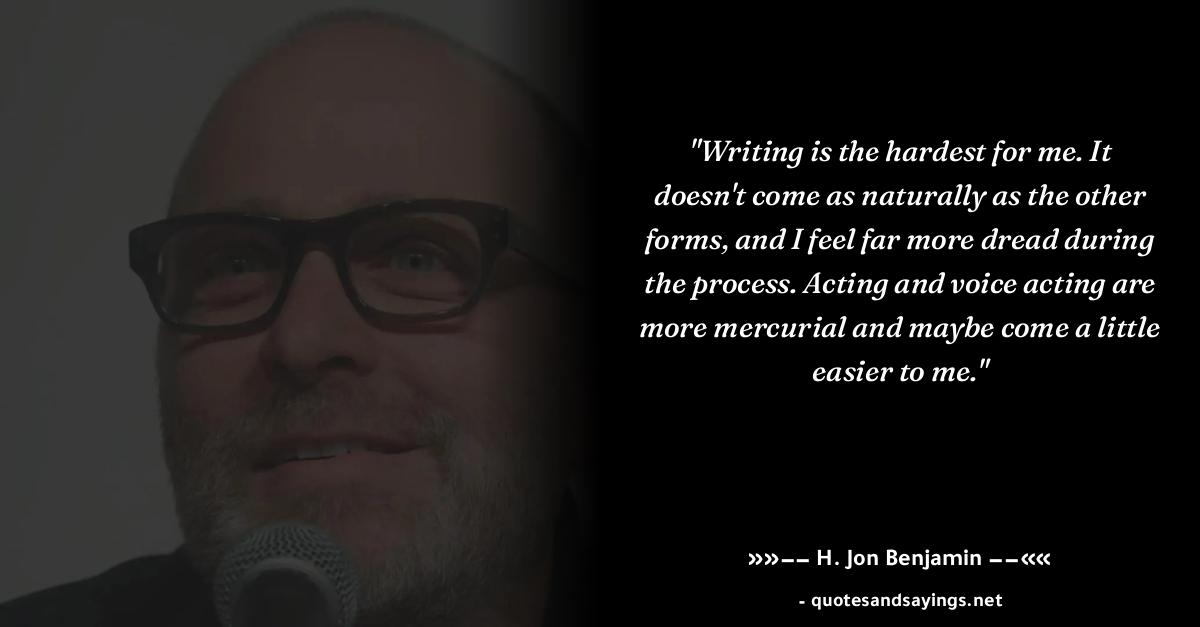 "Writing is the hardest for me. It
doesn't come as naturally as the other
forms, and I feel far more dread during
the process. Acting and voice acting are
more mercurial and maybe come a little
easier to me."
»»−− H. Jon Benjamin −−««
- quotesandsayings.net